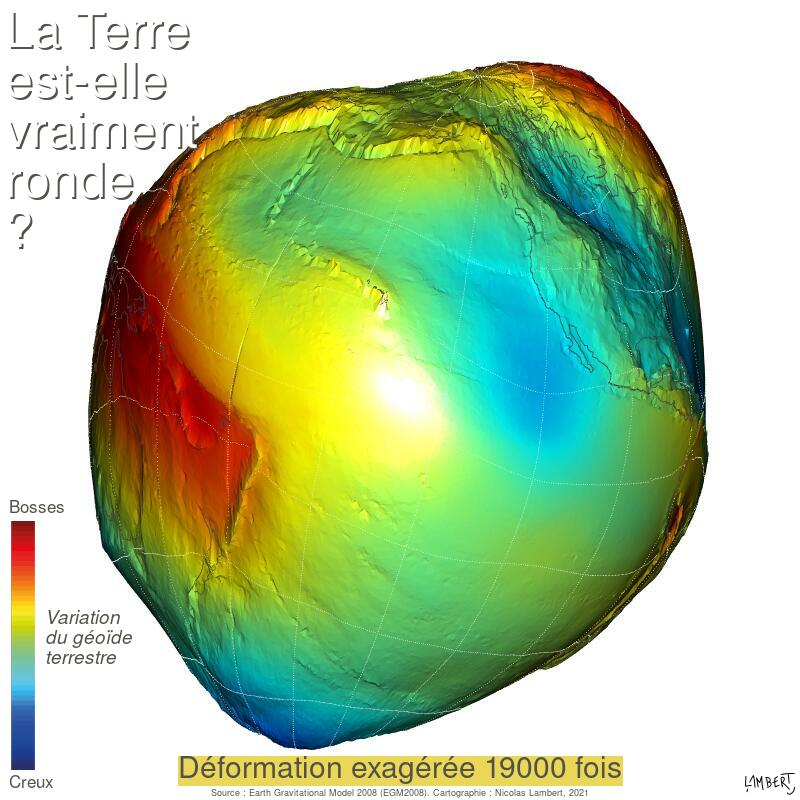 La Terre
est-elle
vraiment
ronde
?
Bosses
Variation
du géoïde
terrestre
Creux
Déformation exagérée 19000 fois
Source : Earth Gravitational Model 2008 (EGM2008). Cartographie : Nicolas Lambert, 2021
LAMBERT